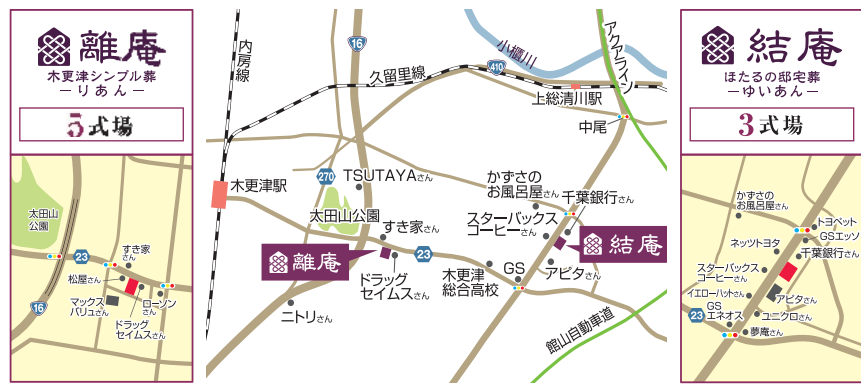 離庵
木更津シンプル葬
ーりあんー
5式場
太田山
公園
23
すき家さん
松屋さん
マックス
バリュさん
ローソンさん
ドラッグ
セイムスさん
16
内房線
16
久留里線
410
小櫃川
アクアライン
上総清川駅
中尾
270
TSUTAYAさん
木更津駅
太田山公園
かずさの
お風呂屋さん
千葉銀行さん
スターバックス
コーヒーさん
すき家さん
離庵
結庵
23
ドラッグ
セイムスさん
木更津
総合高校
GS
アピタさん
ニトリさん
館山自動車道
結庵
ほたるの邸宅葬
ーゆいあんー
3式場
かずさの
お風呂屋さん
トヨペット
GSエッソ
ネッツトヨタ
千葉銀行さん
スターバックス
コーヒーさん
イエローハットさん
アピタさん
GS
エネオス
ユニクロさん
23
夢庵さん